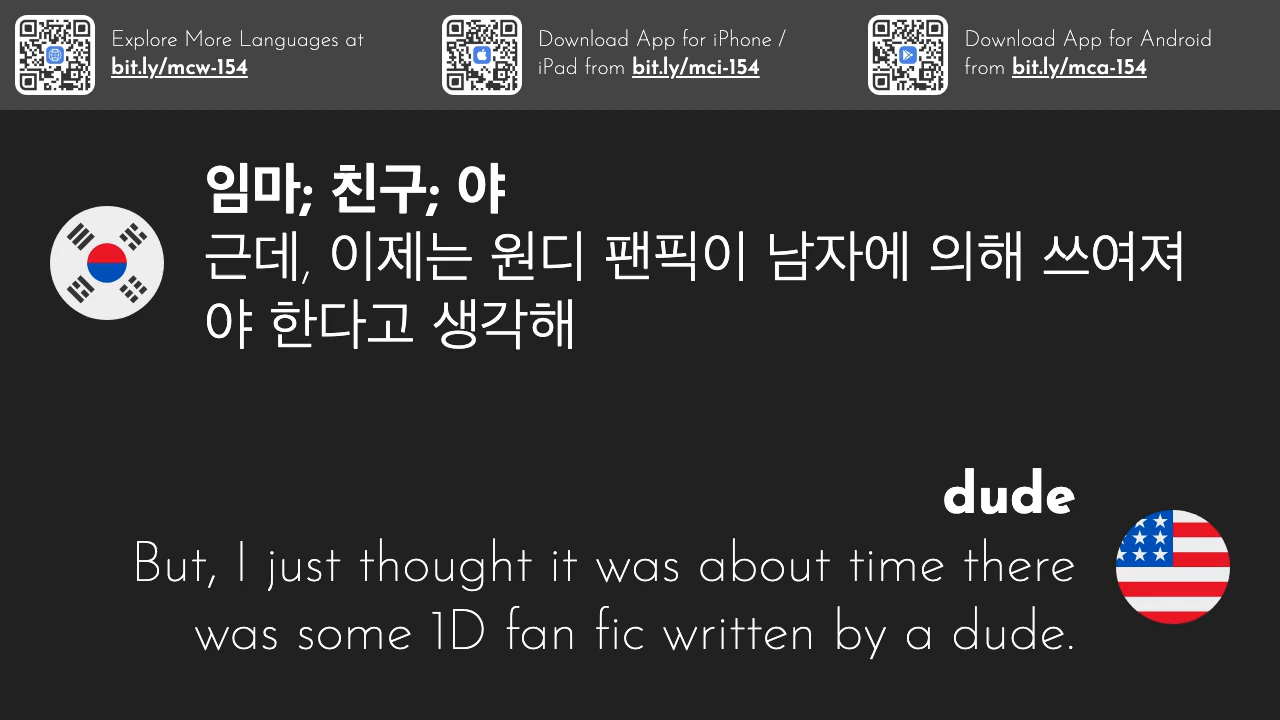 Explore More Languages at
bit.ly/mcw-154
Download App for iPhone /
iPad from bit.ly/mci-154
Download App for Android
from bit.ly/mca-154
임마; 친구; 야
근데, 이제는 원디 팬픽이 남자에 의해 쓰여져
야 한다고 생각해
dude
But, I just thought it was about time there
was some 1D fan fic written by a dude.